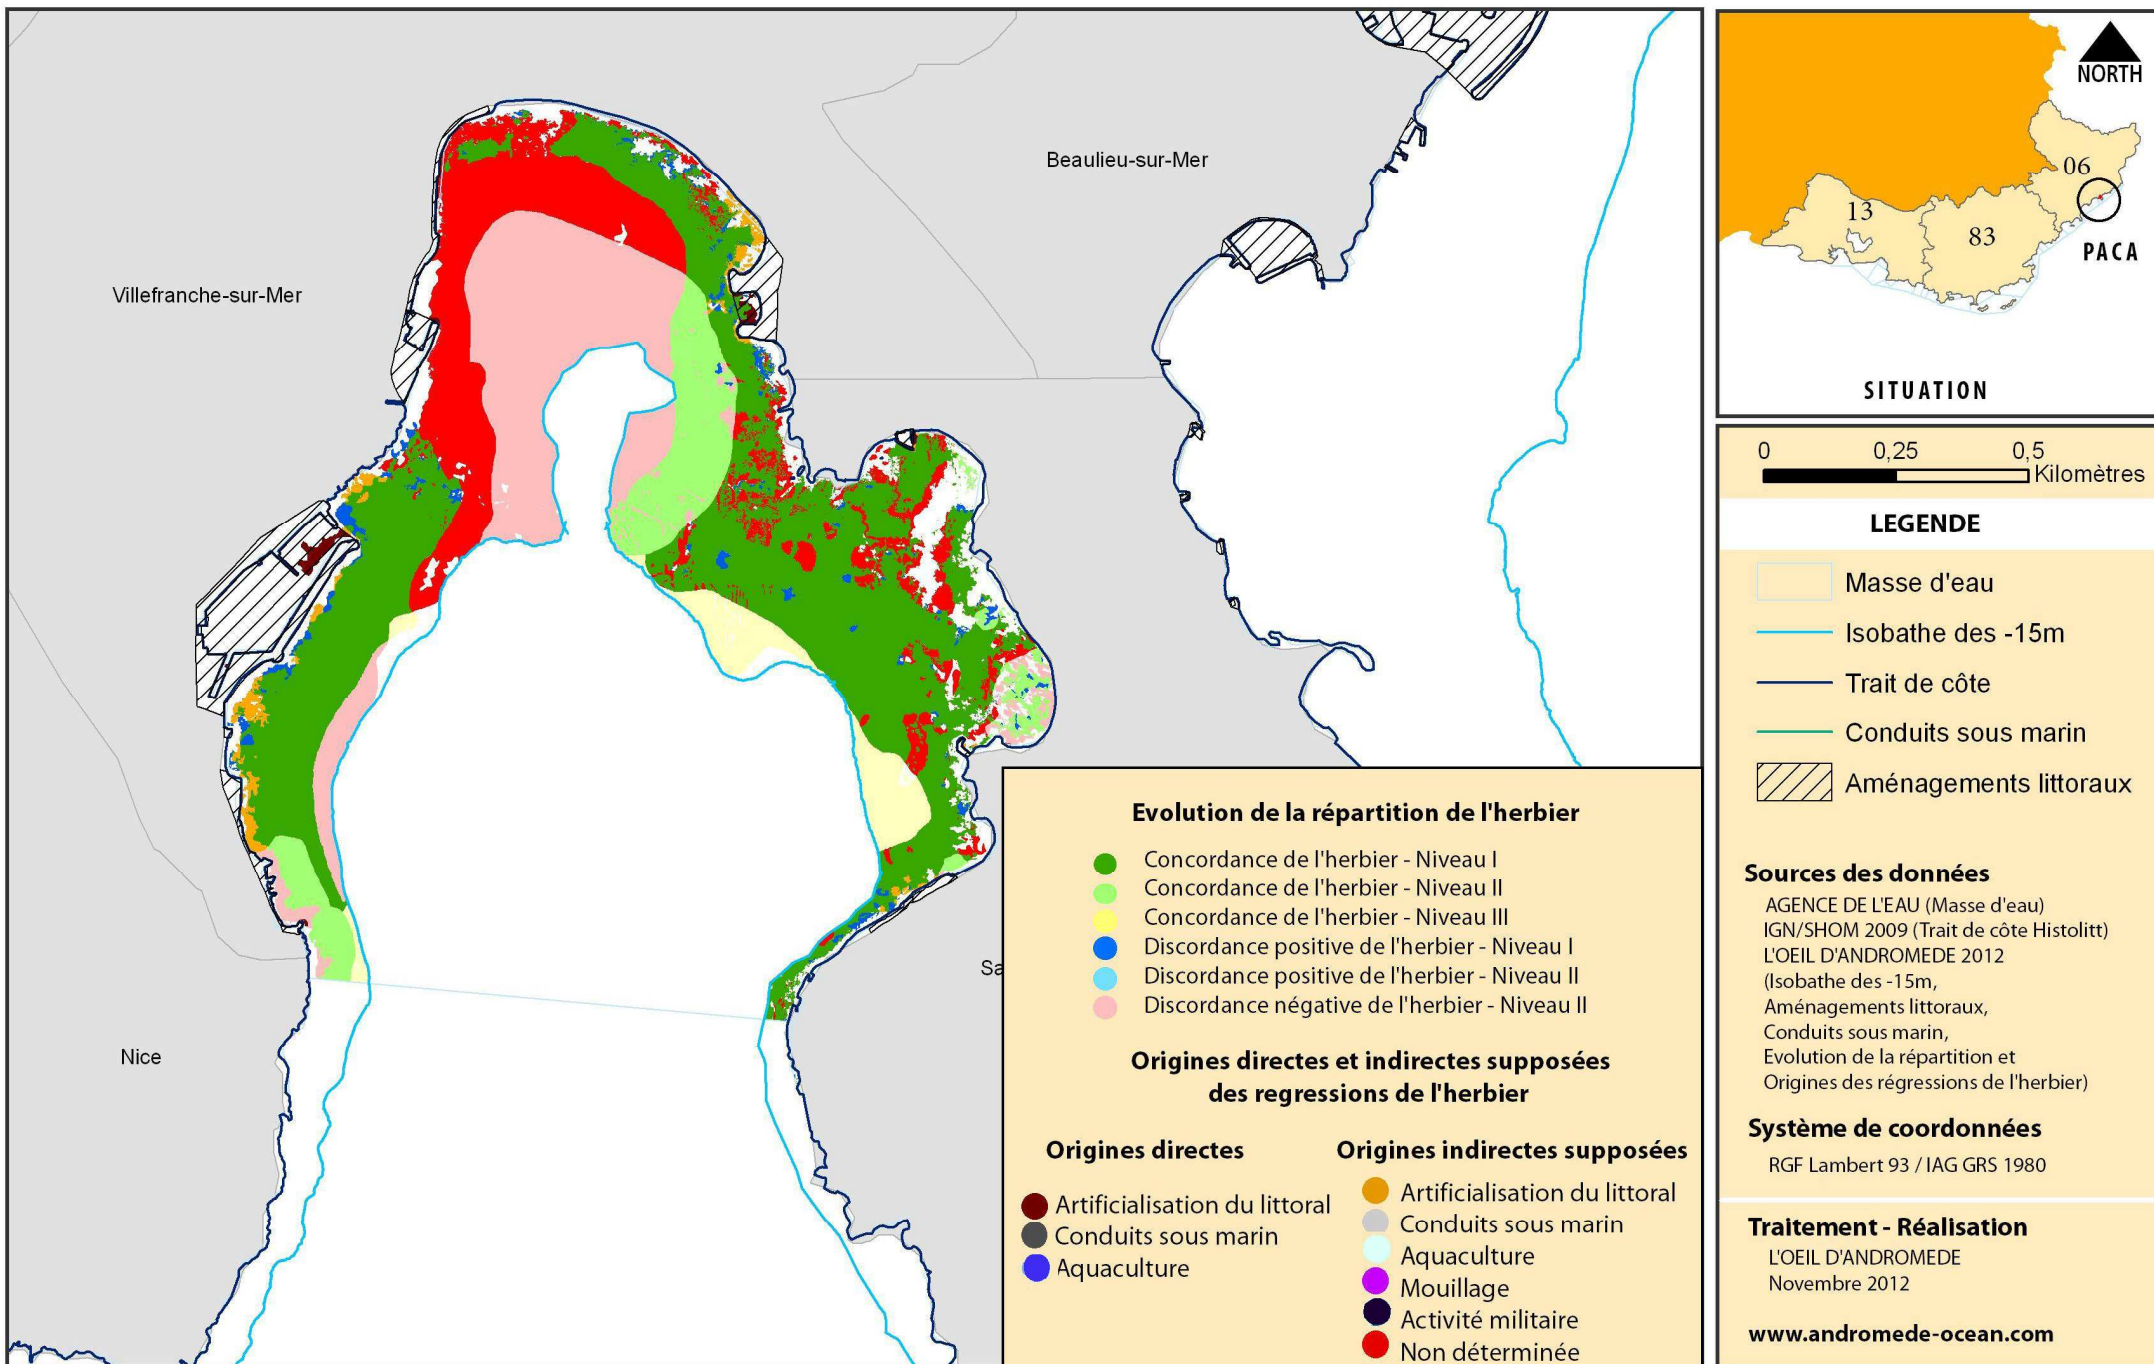 Beaulieu-sur-Mer
Villefranche-sur-Mer
Nice
Sa
Evolution de la répartition de l'herbier
Concordance de l'herbier - Niveau I
Concordance de l'herbier - Niveau II
Concordance de l'herbier - Niveau III
Discordance positive de l'herbier - Niveau I
Discordance positive de l'herbier - Niveau II
Discordance négative de l'herbier - Niveau II
Origines directes et indirectes supposées
des regressions de l'herbier
Origines directes
Artificialisation du littoral
Conduits sous marin
Aquaculture
Origines indirectes supposées
Artificialisation du littoral
Conduits sous marin
Aquaculture
Mouillage
Activité militaire
Non déterminée
NORTH
06
13
83
PACA
SITUATION
0 0,25 0,5
Kilomètres
LEGENDE
Masse d'eau
Isobathe des -15m
Trait de côte
Conduits sous marin
Aménagements littoraux
Sources des données
AGENCE DE L'EAU (Masse d'eau)
IGN/SHOM 2009 (Trait de côte Histolitt)
L'OEIL D'ANDROMEDE 2012
(Isobathe des -15m,
Aménagements littoraux,
Conduits sous marin,
Evolution de la répartition et
Origines des régressions de l'herbier)
Système de coordonnées
RGF Lambert 93 / IAG GRS 1980
Traitement - Réalisation
L'OEIL D'ANDROMEDE
Novembre 2012
www.andromede-ocean.com